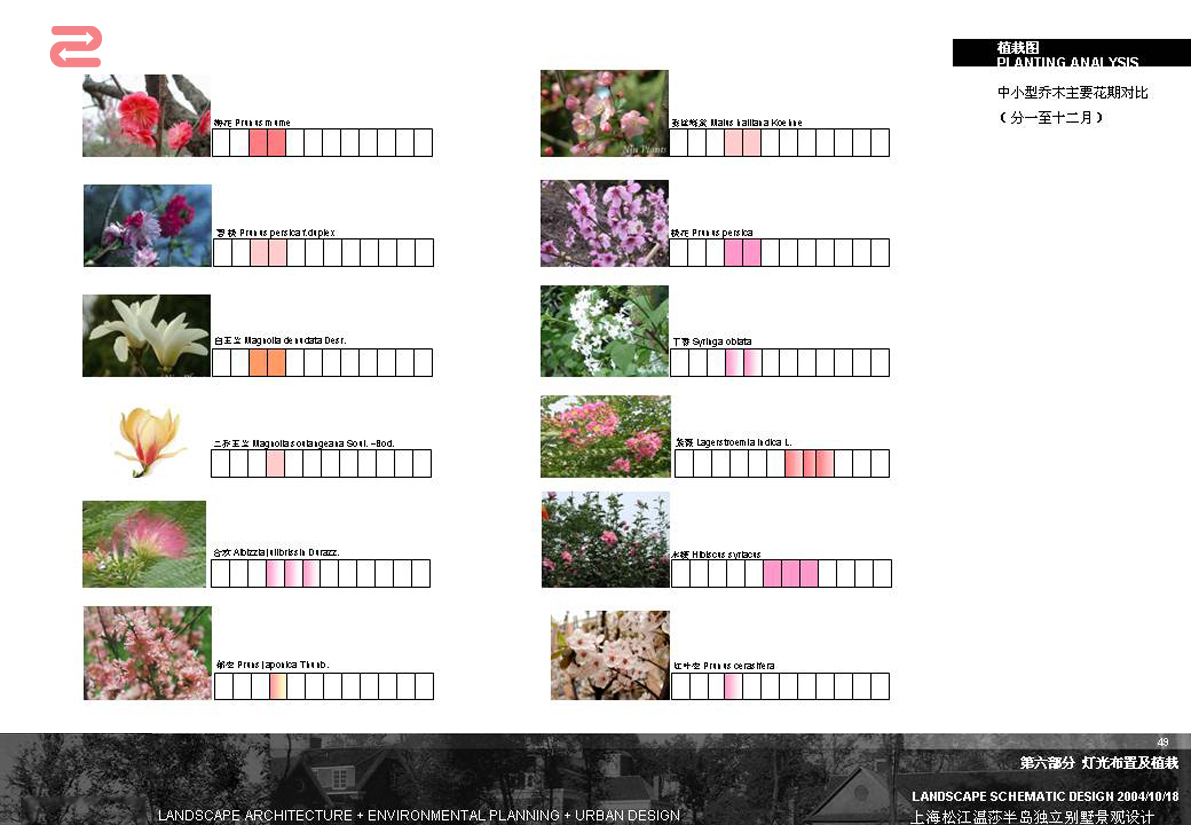 植栽图
PLANTING ANALYSIS
中小型乔木主要花期对比
（分一至十二月）
梅花 Prunus mume
Prunus persica f.duplex
白玉兰 Magnolia denudata Desr.
二乔玉兰 Magnolia soulangeana Soul. –Bod.
合欢 Albizzia julibrissin Durazz.
郁李 Prunus japonica Thunb.
Nju Plants
Malus halliana Koehne
桃花 Prunus persica
丁香 Syringa oblata
紫薇 Lagerstroemia indica L.
木槿 Hibiscus syriacus
红叶李 Prunus cerasifera
49
第六部分 灯光布置及植栽
LANDSCAPE SCHEMATIC DESIGN 2004/10/18
LANDSCAPE ARCHITECTURE + ENVIRONMENTAL PLANNING + URBAN DESIGN
上海松江温莎半岛独立别墅景观设计